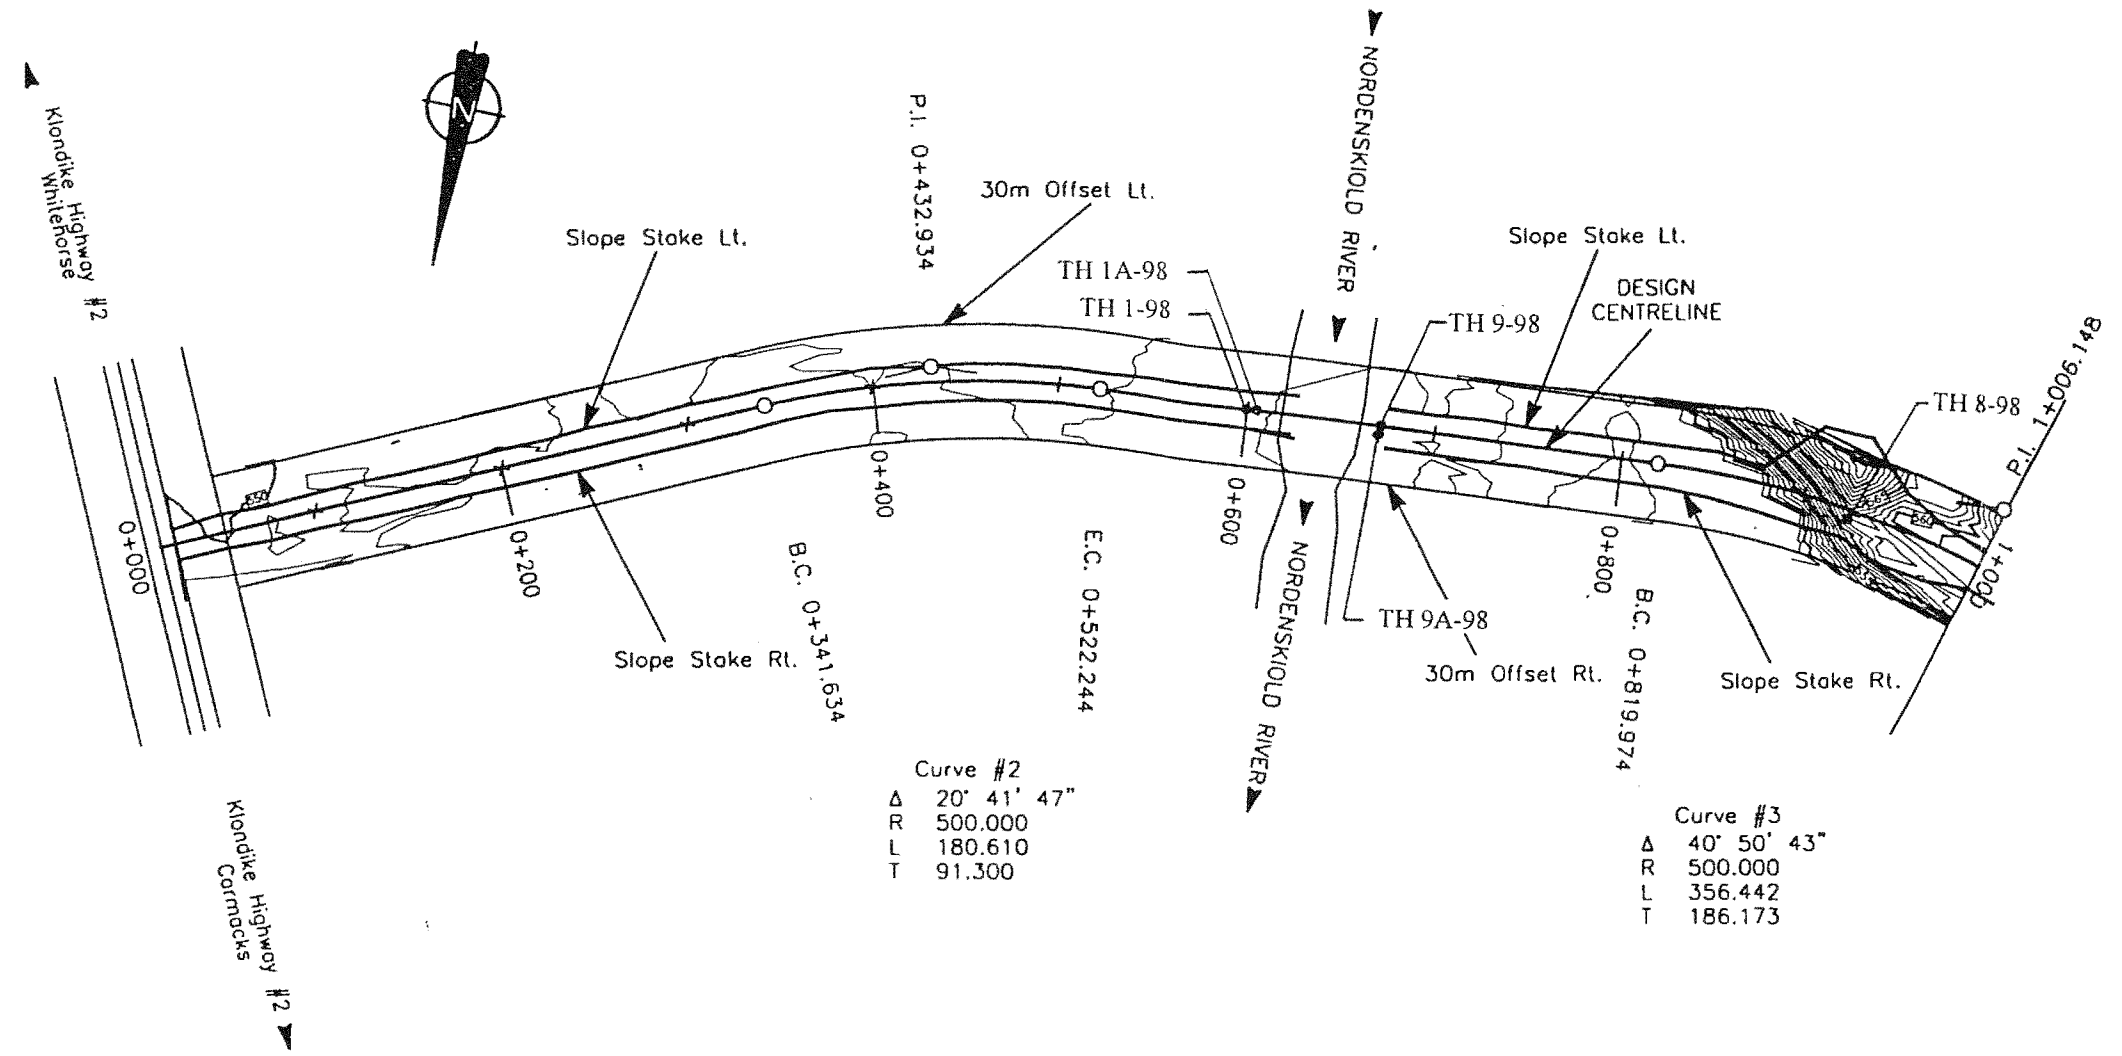 N
Klondike Highway #2
Whitehorse
P.I. 0+432.934
30m Offset Lt.
Slope Stake Lt.
TH 1A-98
TH 1-98
NORDENSKIOLD RIVER
Slope Stake Lt.
DESIGN
CENTRELINE
TH 9-98
TH 8-98
P.I. 1+006.148
0+000
0+200
0+400
0+600
0+800
1+000
550
560
B.C. 0+341.634
E.C. 0+522.244
NORDENSKIOLD RIVER
TH 9A-98
30m Offset Rt.
B.C. 0+819.974
Slope Stake Rt.
Slope Stake Rt.
Klondike Highway #2
Carmacks
Curve #2
Δ 20° 41' 47"
R 500.000
L 180.610
T 91.300
Curve #3
Δ 40° 50' 43"
R 500.000
L 356.442
T 186.173